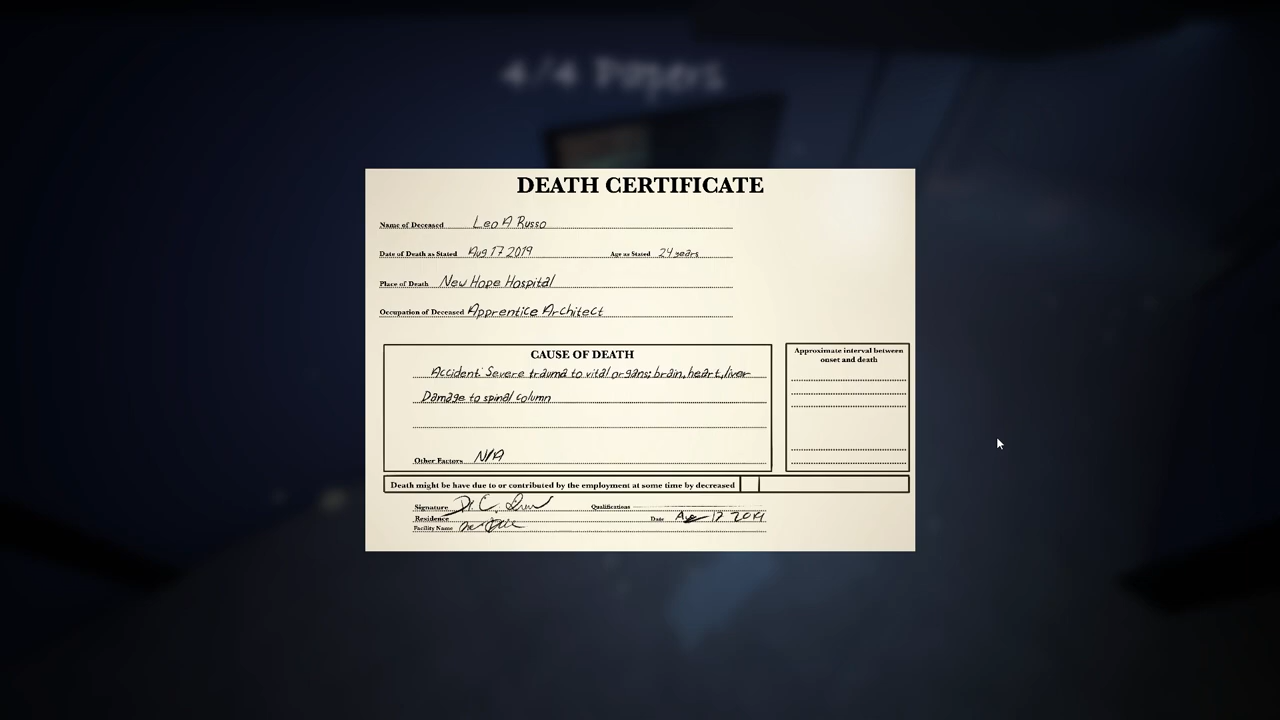 4/4 Papers
DEATH CERTIFICATE
Name of Deceased Leo A Russo
Date of Death as Stated Aug 17 2019 Age as Stated 24 years
Place of Death New Hope Hospital
Occupation of Deceased Apprentice Architect
CAUSE OF DEATH
Accident: Severe trauma to vital organs; brain, heart, liver
Damage to spinal column
Other Factors N/A
Approximate interval between
onset and death
Death might be have due to or contributed by the employment at some time by decreased
Signature Dr. C. Qualifications
Residence Date Aug 17 2019
Facility Name